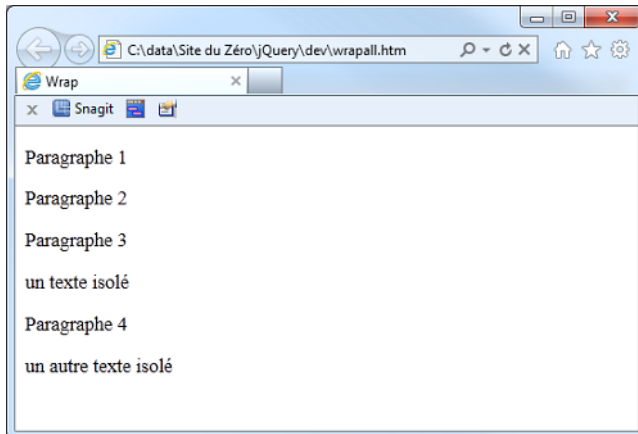 C:\data\Site du Zéro\jQuery\dev\wrapall.htm
Wrap
Snagit
Paragraphe 1
Paragraphe 2
Paragraphe 3
un texte isolé
Paragraphe 4
un autre texte isolé